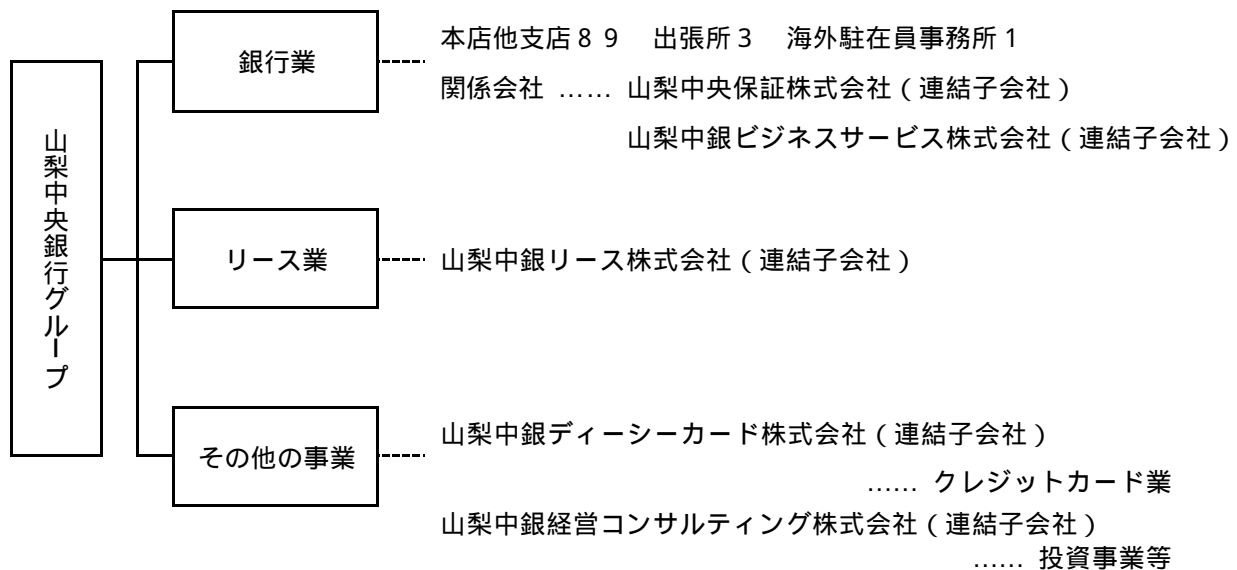 山梨中央銀行グループ
銀行業
本店他支店８９　出張所３　海外駐在員事務所１
関係会社 …… 山梨中央保証株式会社（連結子会社）
山梨中銀ビジネスサービス株式会社（連結子会社）
リース業
山梨中銀リース株式会社（連結子会社）
その他の事業
山梨中銀ディーシーカード株式会社（連結子会社）
…… クレジットカード業
山梨中銀経営コンサルティング株式会社（連結子会社）
…… 投資事業等